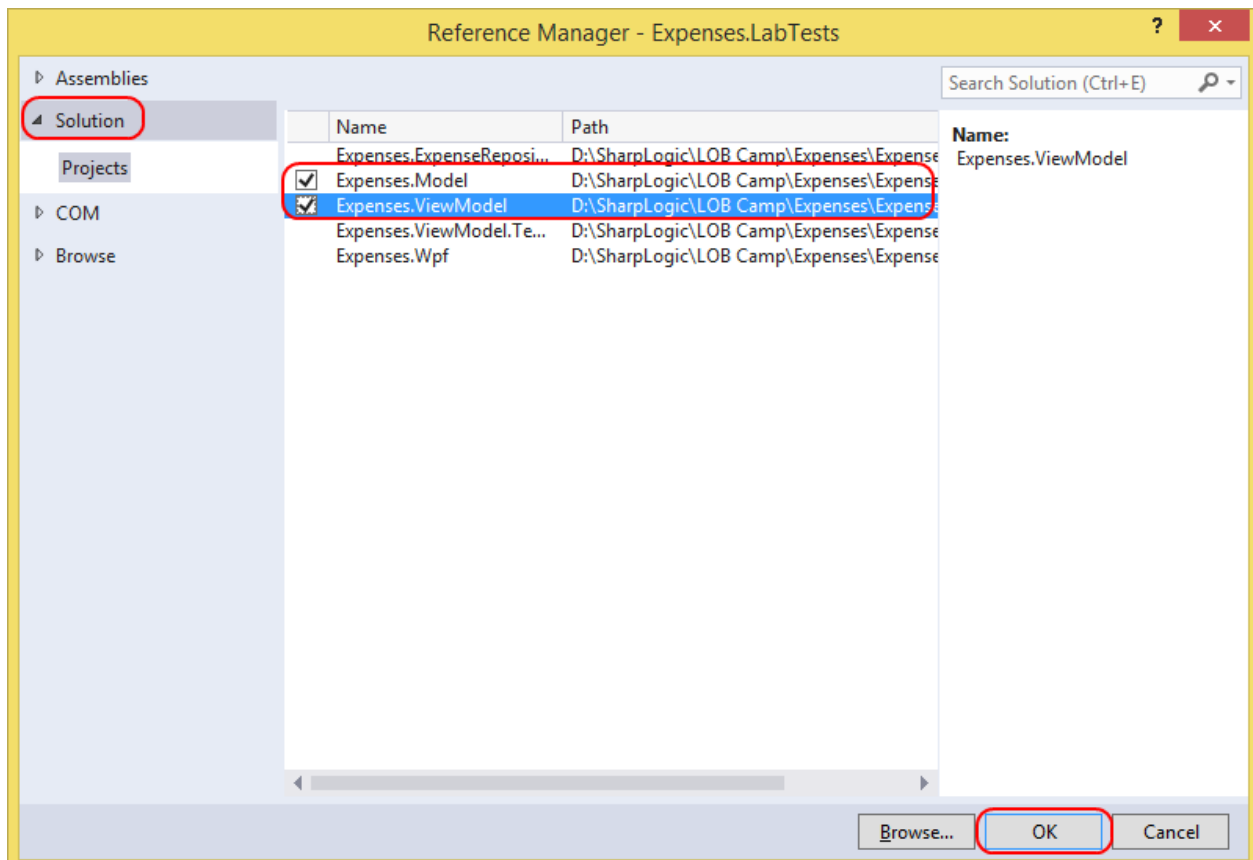 Reference Manager - Expenses.LabTests
?
Assemblies
Search Solution (Ctrl+E)
Solution
Projects
COM
Browse
Name Path
Expenses.ExpenseReposi... D:\SharpLogic\LOB Camp\Expenses\Expense
Expenses.Model D:\SharpLogic\LOB Camp\Expenses\Expense
Expenses.ViewModel D:\SharpLogic\LOB Camp\Expenses\Expense
Expenses.ViewModel.Te... D:\SharpLogic\LOB Camp\Expenses\Expense
Expenses.Wpf D:\SharpLogic\LOB Camp\Expenses\Expense
Name:
Expenses.ViewModel
Browse... OK Cancel